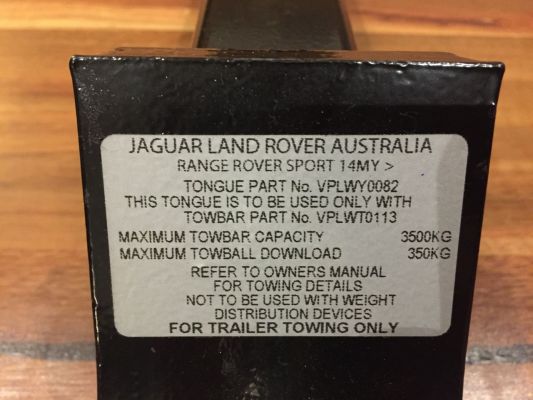 JAGUAR LAND ROVER AUSTRALIA
RANGE ROVER SPORT 14MY >
TONGUE PART No. VPLWY0082
THIS TONGUE IS TO BE USED ONLY WITH
TOWBAR PART No. VPLWT0113
MAXIMUM TOWBAR CAPACITY 3500KG
MAXIMUM TOWBALL DOWNLOAD 350KG
REFER TO OWNERS MANUAL
FOR TOWING DETAILS
NOT TO BE USED WITH WEIGHT
DISTRIBUTION DEVICES
FOR TRAILER TOWING ONLY